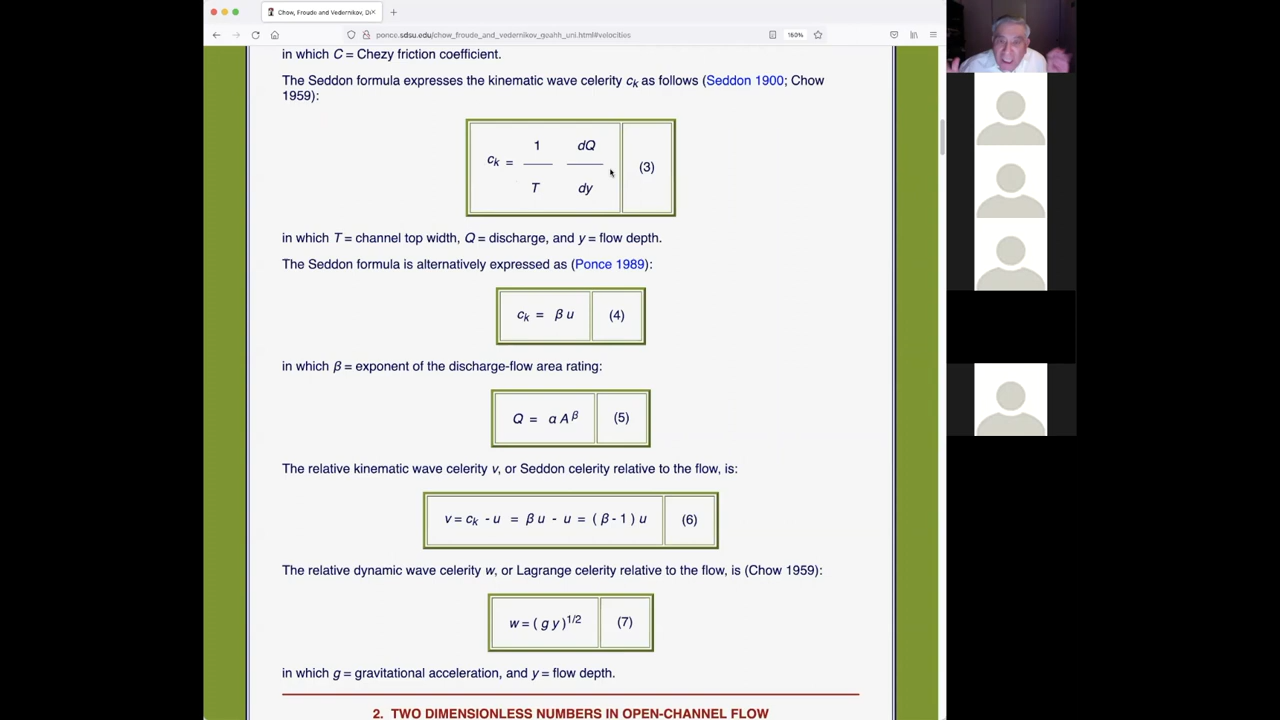 Chow, Froude and Vedernikov, D
ponce.sdsu.edu/chow_froude_and_vedernikov_geahh_uni.html#velocities
160%
in which C = Chezy friction coefficient.
The Seddon formula expresses the kinematic wave celerity ck as follows (Seddon 1900; Chow
1959):
ck = 1/T dQ/dy (3)
in which T = channel top width, Q = discharge, and y = flow depth.
The Seddon formula is alternatively expressed as (Ponce 1989):
ck = β u (4)
in which β = exponent of the discharge-flow area rating:
Q = α A^β (5)
The relative kinematic wave celerity v, or Seddon celerity relative to the flow, is:
v = ck - u = β u - u = ( β - 1 ) u (6)
The relative dynamic wave celerity w, or Lagrange celerity relative to the flow, is (Chow 1959):
w = ( g y )^1/2 (7)
in which g = gravitational acceleration, and y = flow depth.
2. TWO DIMENSIONLESS NUMBERS IN OPEN-CHANNEL FLOW